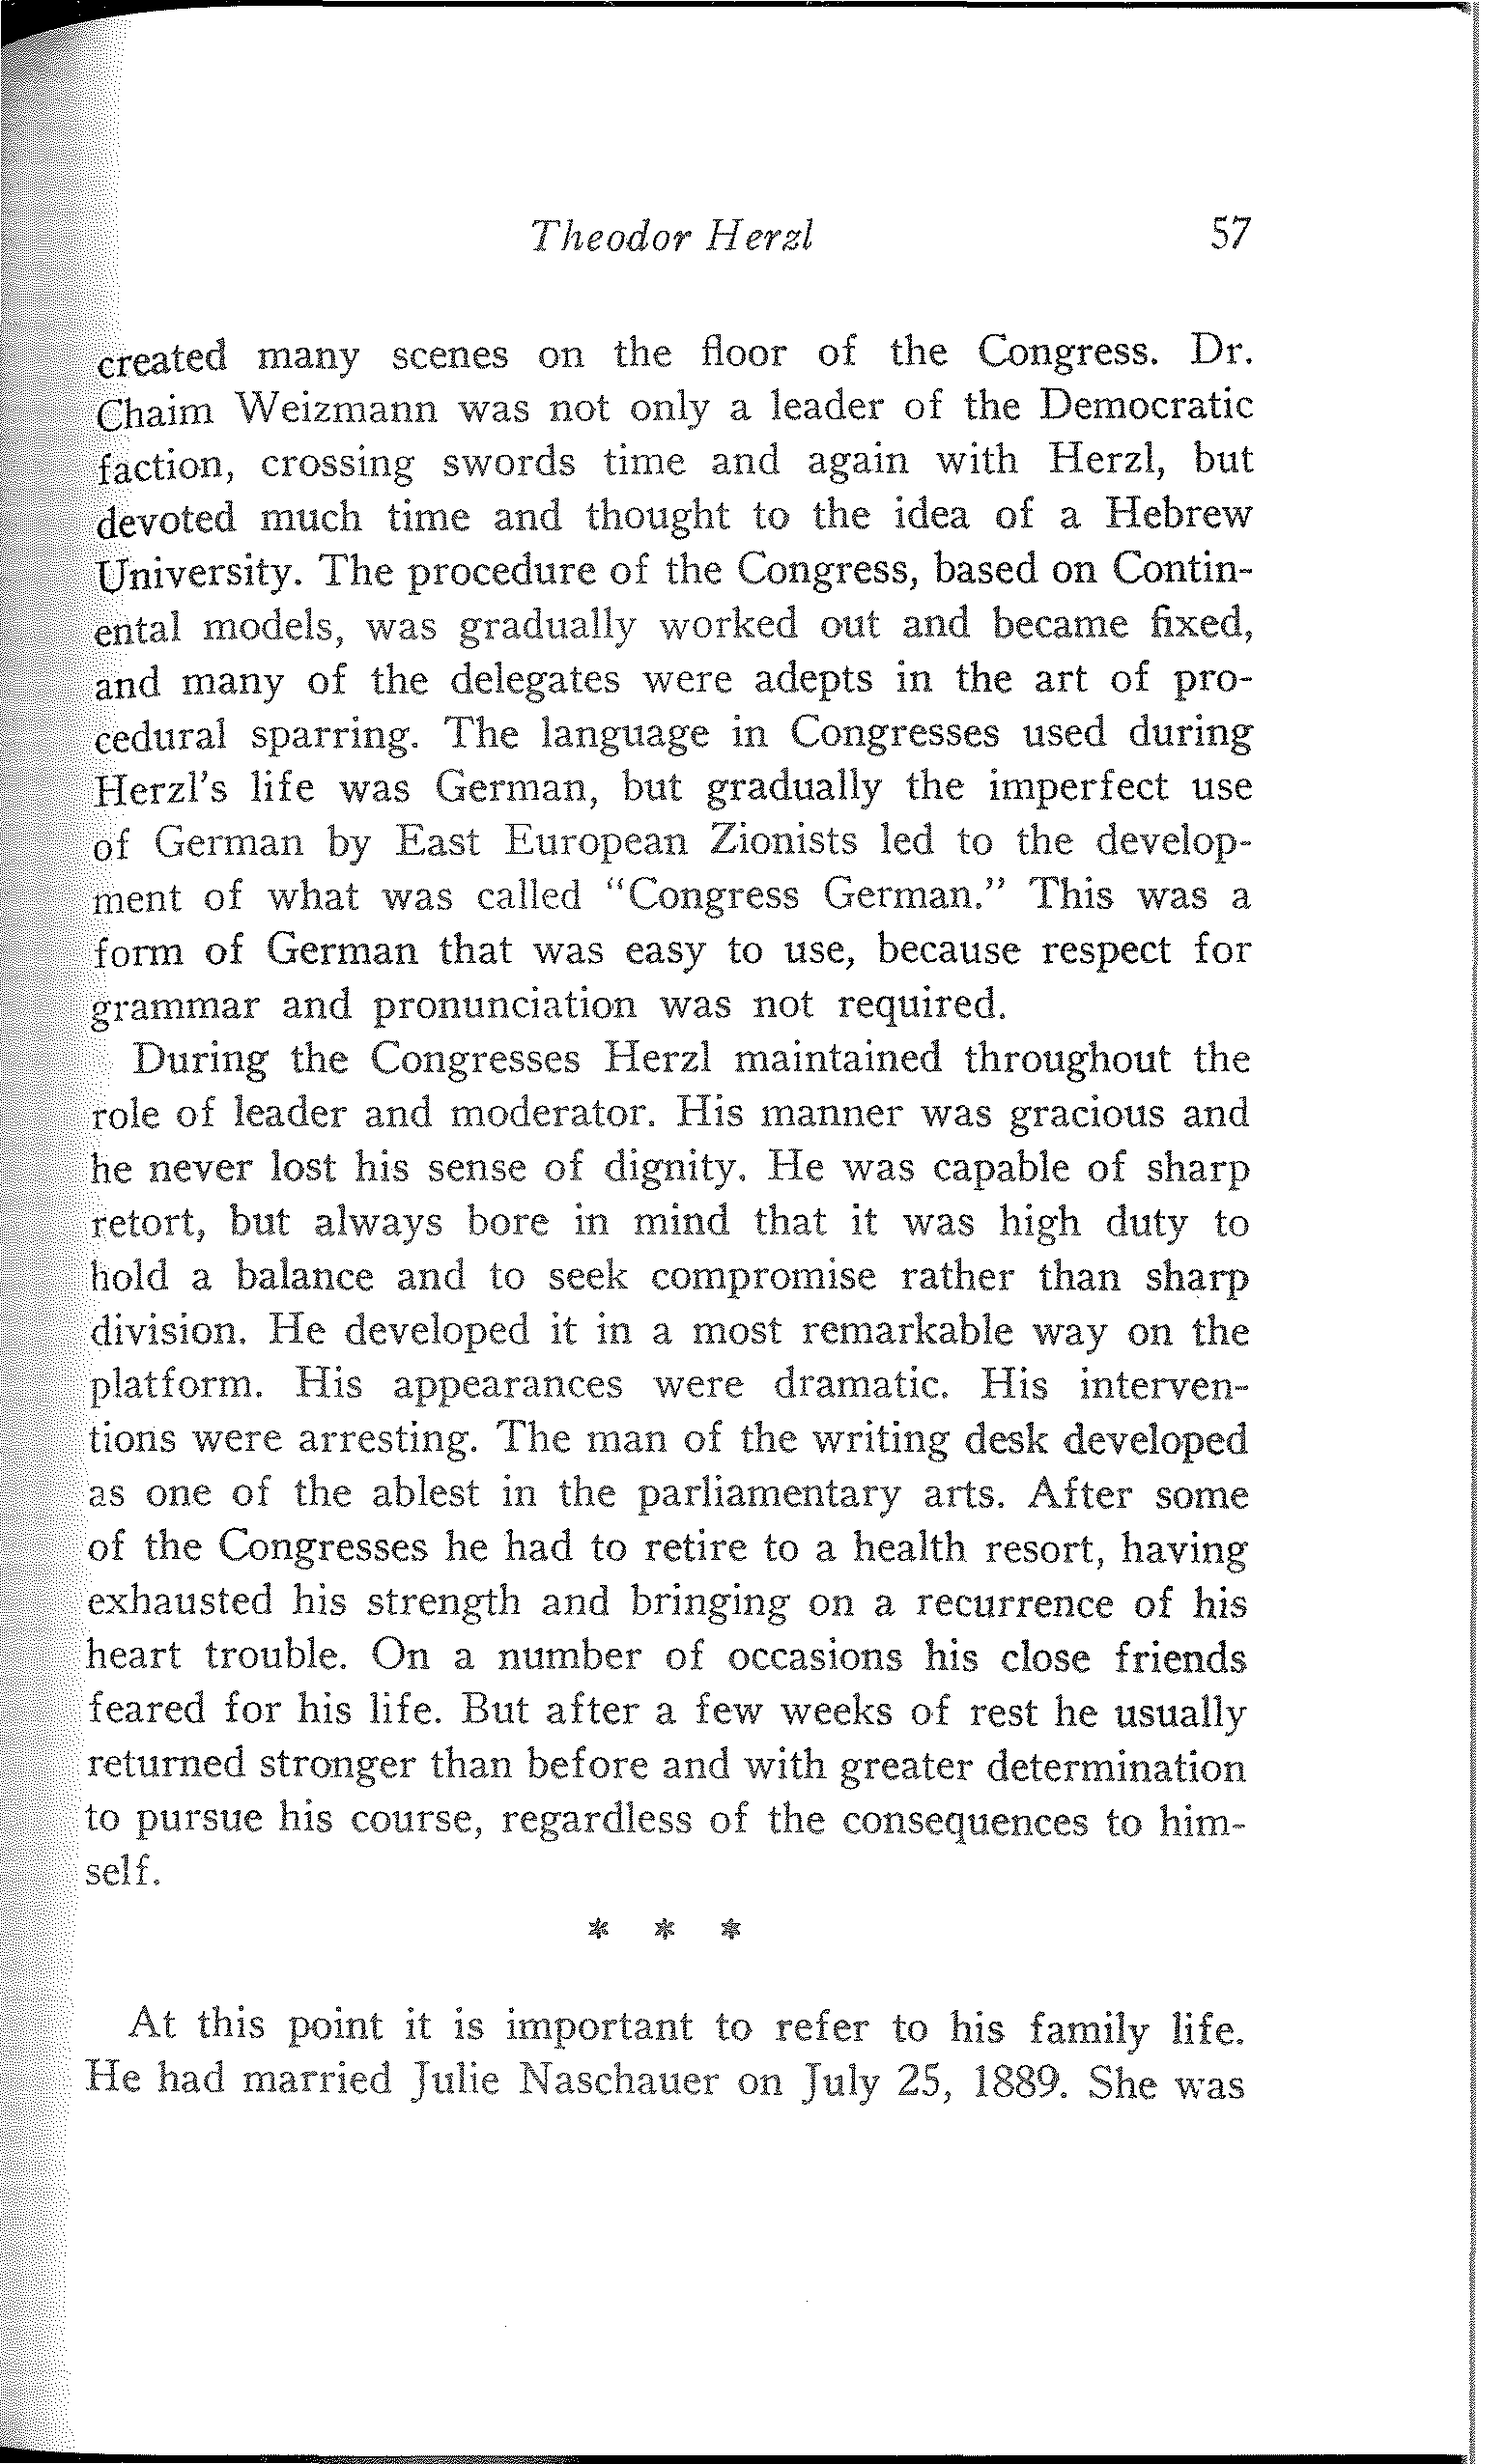 Theodor Herzl 57
created many scenes on the floor of the Congress. Dr.
Chaim Weizmann was not only a leader of the Democratic
faction, crossing swords time and again with Herzl, but
devoted much time and thought to the idea of a Hebrew
University. The procedure of the Congress, based on Contin-
ental models, was gradually worked out and became fixed,
and many of the delegates were adepts in the art of pro-
cedural sparring. The language in Congresses used during
Herzl's life was German, but gradually the imperfect use
of German by East European Zionists led to the develop-
ment of what was called "Congress German." This was a
form of German that was easy to use, because respect for
grammar and pronunciation was not required.
During the Congresses Herzl maintained throughout the
role of leader and moderator. His manner was gracious and
he never lost his sense of dignity. He was capable of sharp
retort, but always bore in mind that it was high duty to
hold a balance and to seek compromise rather than sharp
division. He developed it in a most remarkable way on the
platform. His appearances were dramatic. His interven-
tions were arresting. The man of the writing desk developed
as one of the ablest in the parliamentary arts. After some
of the Congresses he had to retire to a health resort, having
exhausted his strength and bringing on a recurrence of his
heart trouble. On a number of occasions his close friends
feared for his life. But after a few weeks of rest he usually
returned stronger than before and with greater determination
to pursue his course, regardless of the consequences to him-
self.
* * *
At this point it is important to refer to his family life.
He had married Julie Naschauer on July 25, 1889. She was